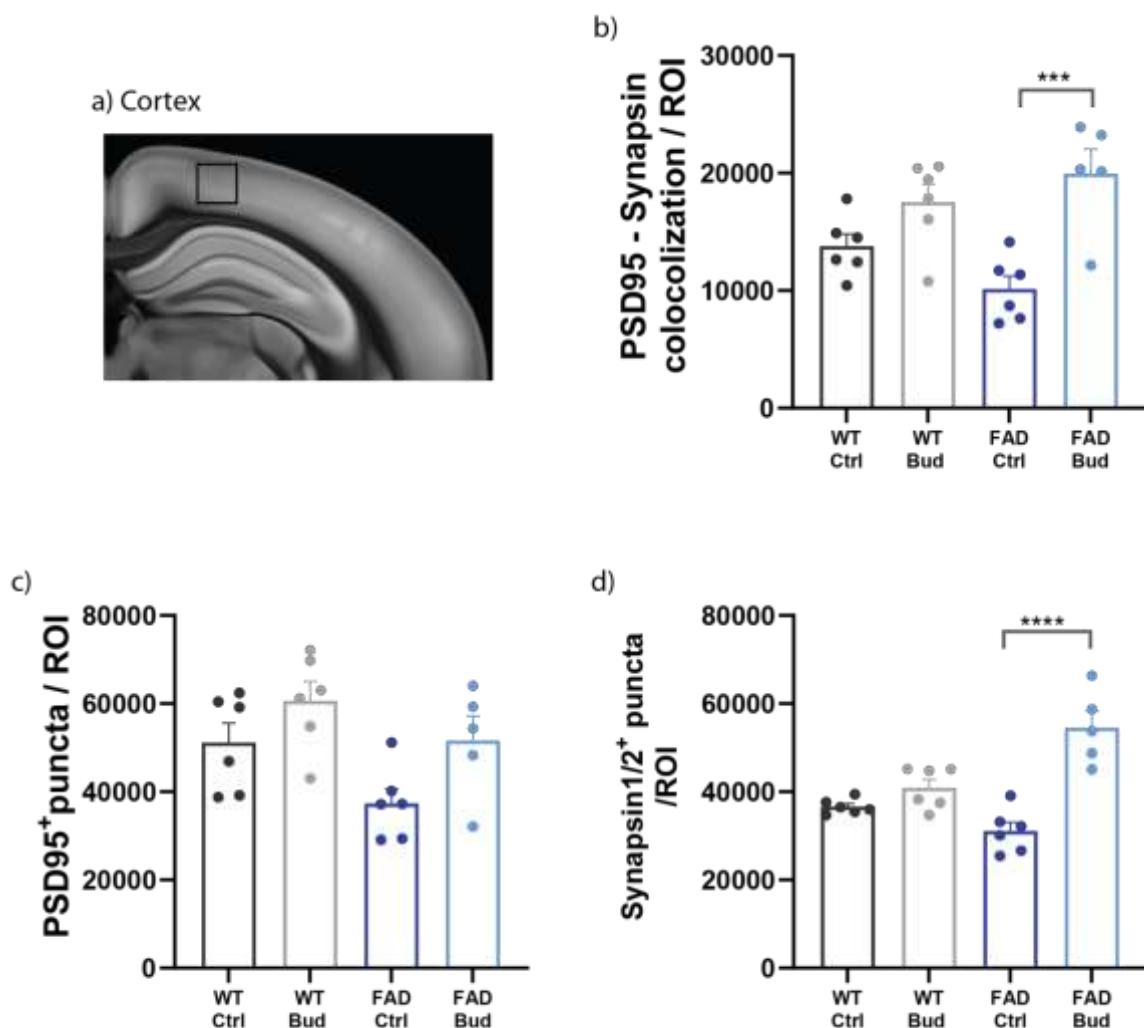 a) Cortex
b)
PSD95 - Synapsin
colocolization / ROI
30000
20000
10000
0
***
WT
Ctrl
WT
Bud
FAD
Ctrl
FAD
Bud
c)
PSD95⁺puncta / ROI
80000
60000
40000
20000
0
WT
Ctrl
WT
Bud
FAD
Ctrl
FAD
Bud
d)
Synapsin1/2⁺ puncta
/ROI
80000
60000
40000
20000
0
****
WT
Ctrl
WT
Bud
FAD
Ctrl
FAD
Bud